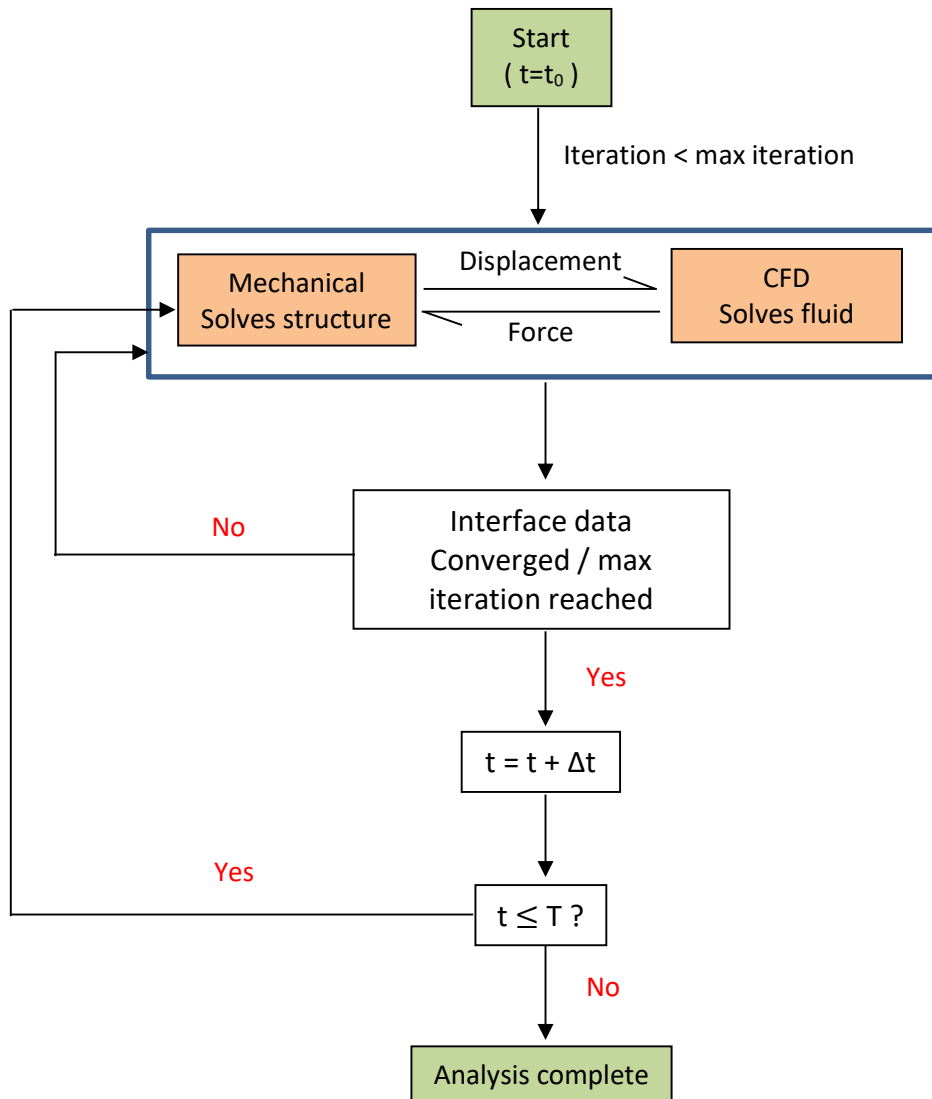 Start
( t=t₀ )
Iteration < max iteration
Displacement
Mechanical
Solves structure
CFD
Solves fluid
Force
Interface data
Converged / max
iteration reached
No
Yes
t = t + Δt
Yes
t ≤ T ?
No
Analysis complete